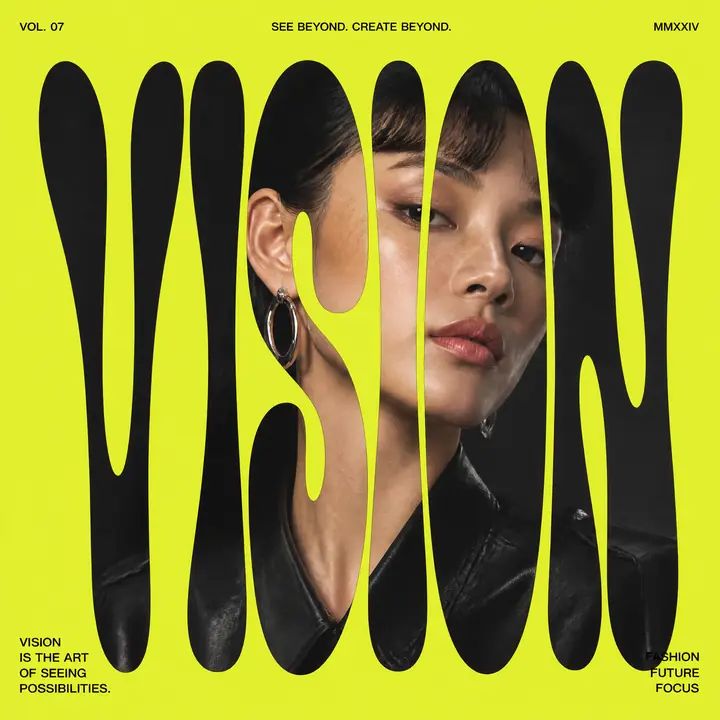 VOL. 07
SEE BEYOND. CREATE BEYOND.
MMXXIV
VISION
VISION
IS THE ART
OF SEEING
POSSIBILITIES.
FASHION
FUTURE
FOCUS